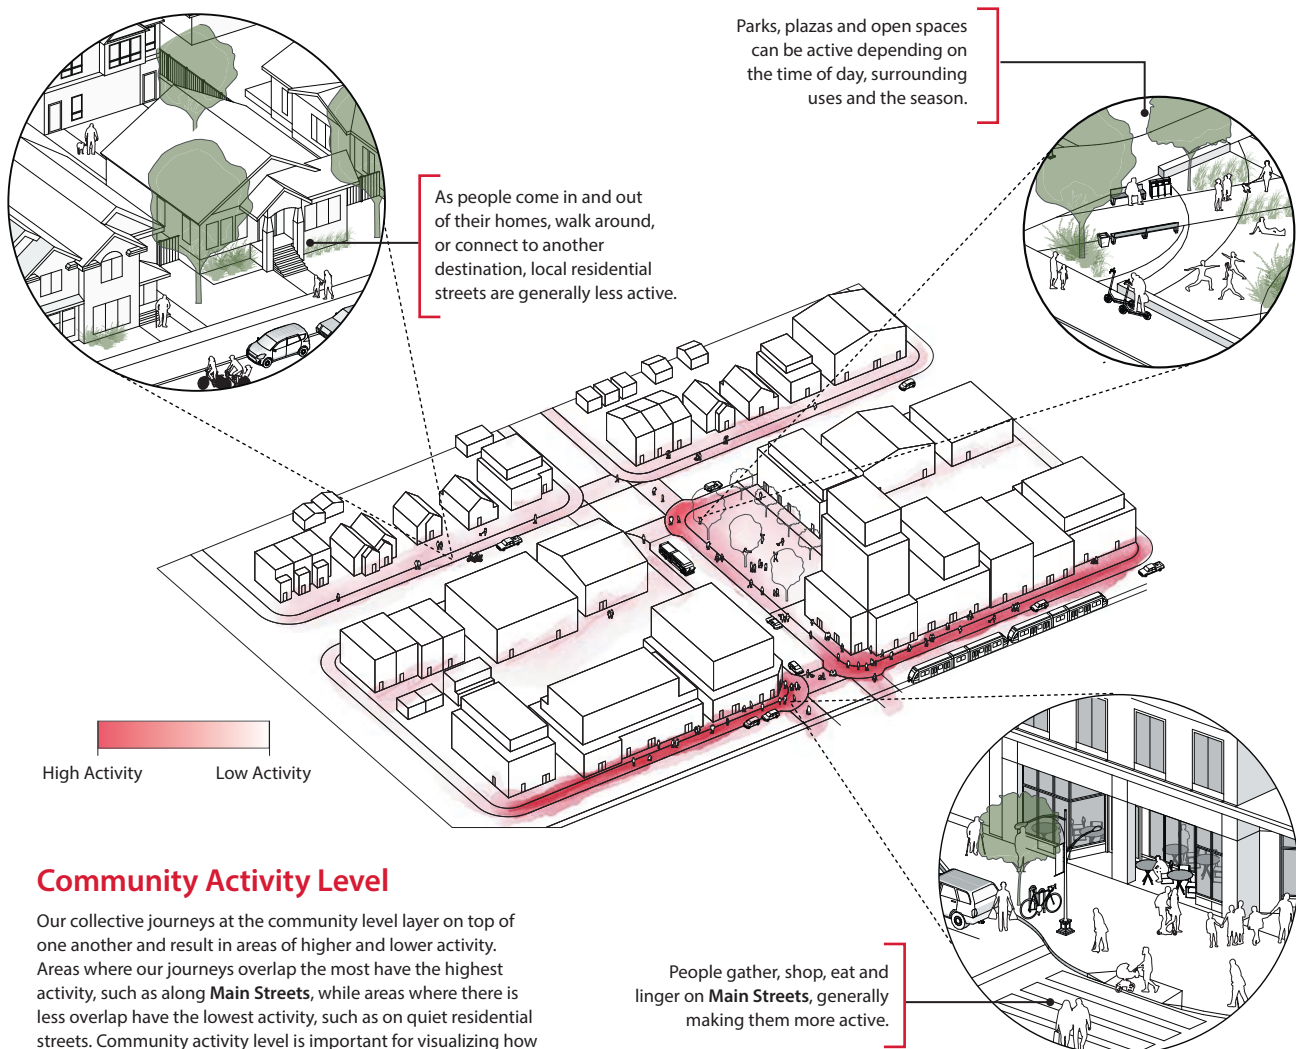 Parks, plazas and open spaces
can be active depending on
the time of day, surrounding
uses and the season.
As people come in and out
of their homes, walk around,
or connect to another
destination, local residential
streets are generally less active.
High Activity
Low Activity
Community Activity Level
Our collective journeys at the community level layer on top of
one another and result in areas of higher and lower activity.
Areas where our journeys overlap the most have the highest
activity, such as along Main Streets, while areas where there is
less overlap have the lowest activity, such as on quiet residential
streets. Community activity level is important for visualizing how
People gather, shop, eat and
linger on Main Streets, generally
making them more active.